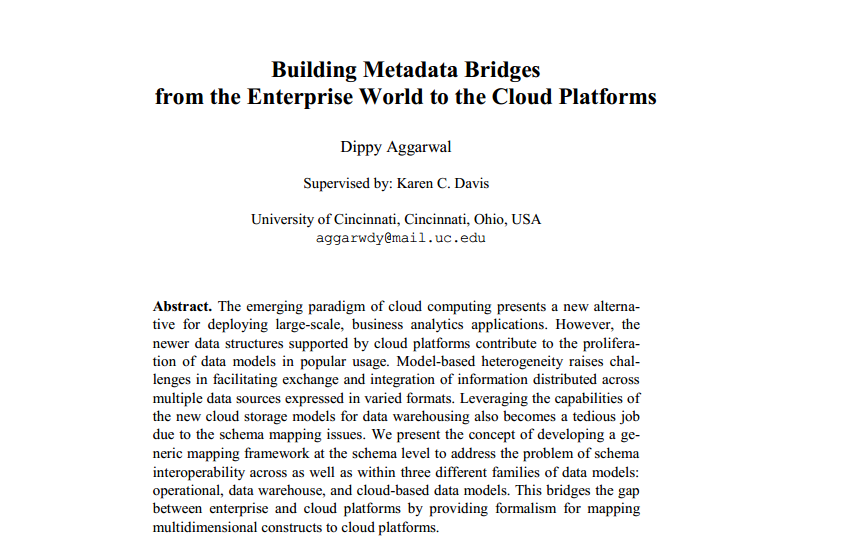 Building Metadata Bridges
from the Enterprise World to the Cloud Platforms
Dippy Aggarwal
Supervised by: Karen C. Davis
University of Cincinnati, Cincinnati, Ohio, USA
aggarwdy@mail.uc.edu
Abstract. The emerging paradigm of cloud computing presents a new alterna-
tive for deploying large-scale, business analytics applications. However, the
newer data structures supported by cloud platforms contribute to the prolifera-
tion of data models in popular usage. Model-based heterogeneity raises chal-
lenges in facilitating exchange and integration of information distributed across
multiple data sources expressed in varied formats. Leveraging the capabilities of
the new cloud storage models for data warehousing also becomes a tedious job
due to the schema mapping issues. We present the concept of developing a ge-
neric mapping framework at the schema level to address the problem of schema
interoperability across as well as within three different families of data models:
operational, data warehouse, and cloud-based data models. This bridges the gap
between enterprise and cloud platforms by providing formalism for mapping
multidimensional constructs to cloud platforms.